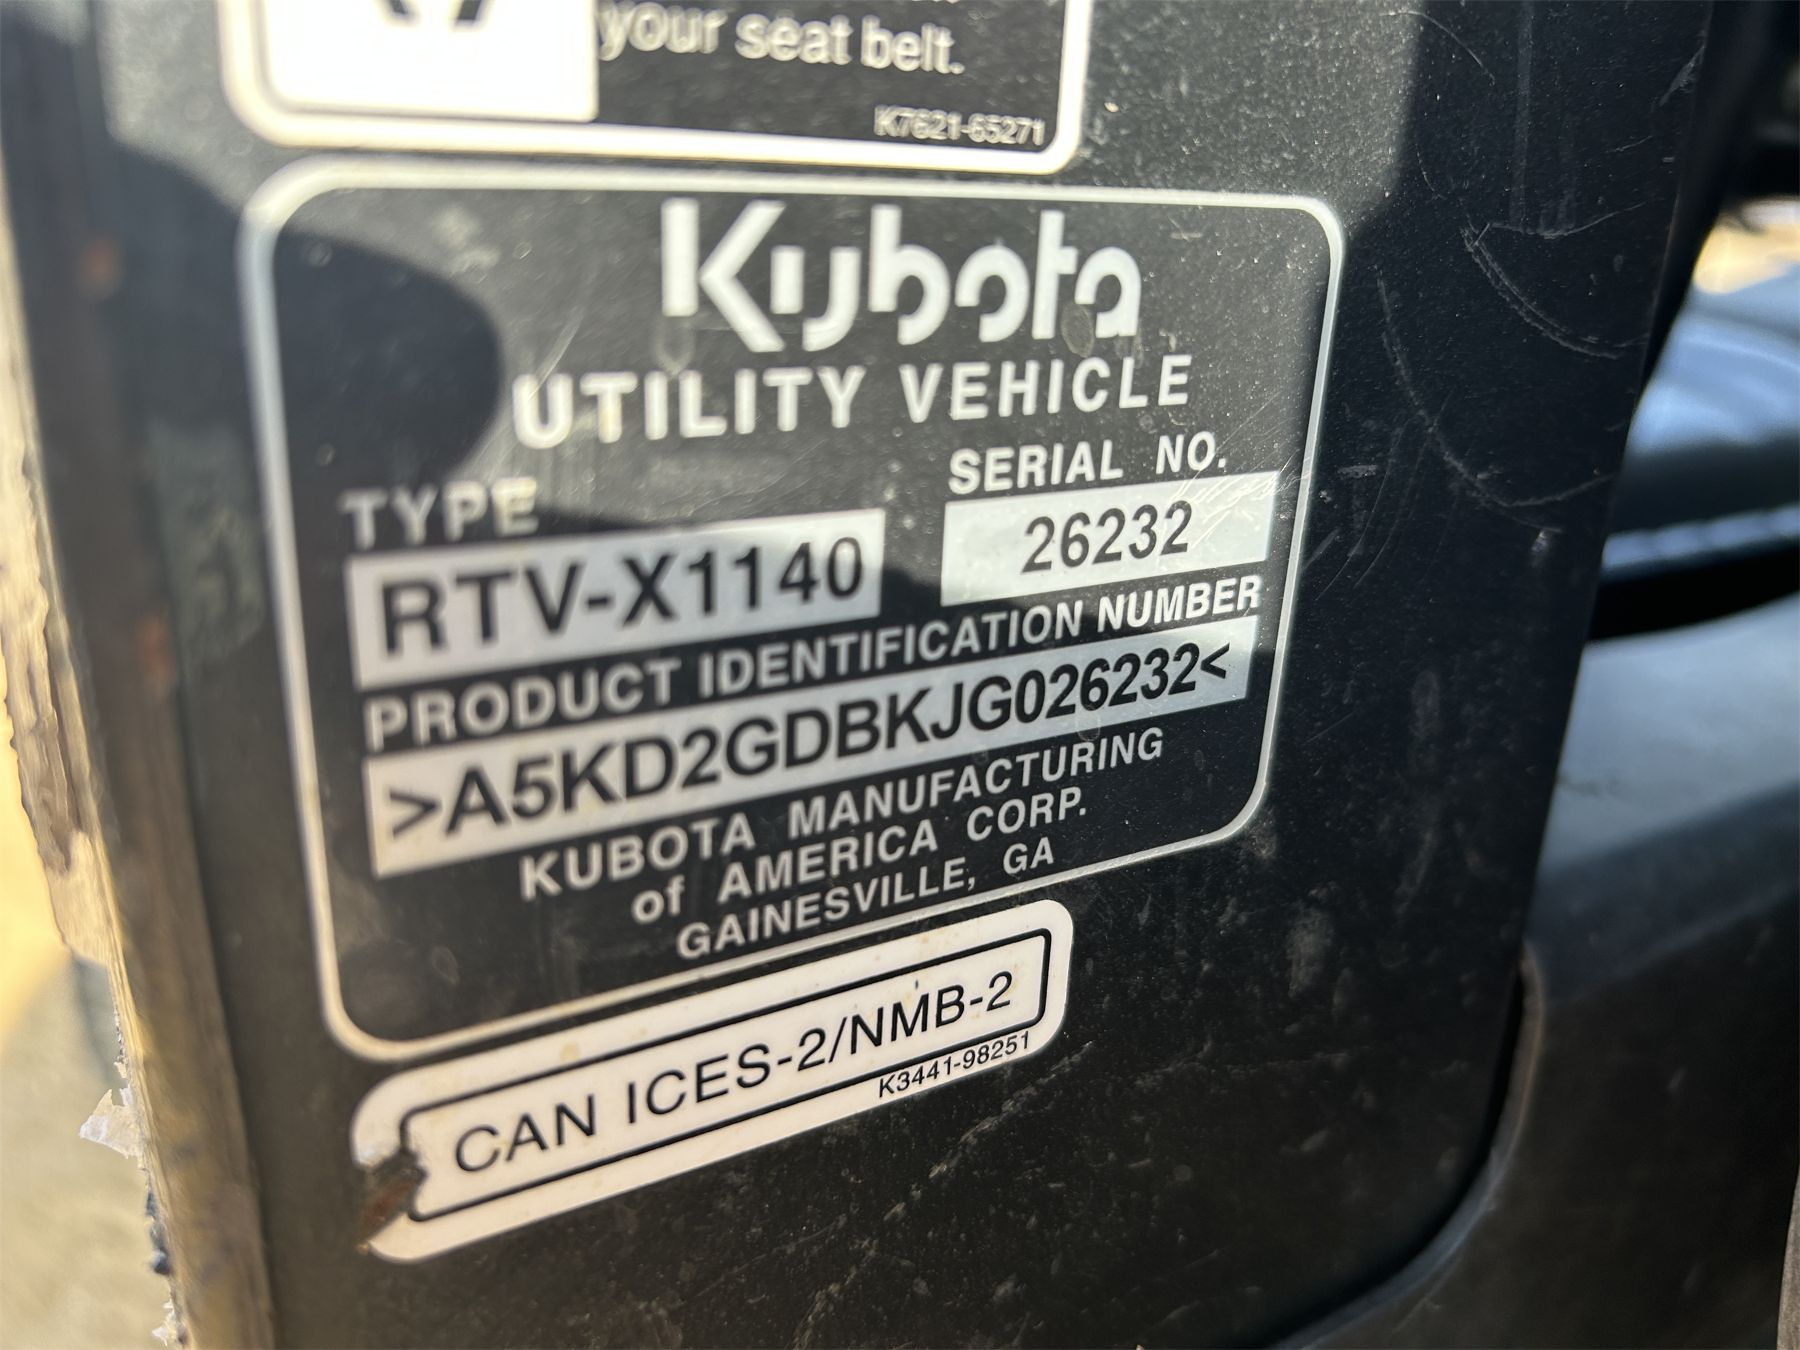 your seat belt.
K7621-65271
Kubota
UTILITY VEHICLE
TYPE
SERIAL NO.
RTV-X1140
26232
PRODUCT IDENTIFICATION NUMBER
>A5KD2GDBKJG026232<
KUBOTA MANUFACTURING
of AMERICA CORP.
GAINESVILLE, GA
CAN ICES-2/NMB-2
K3441-98251